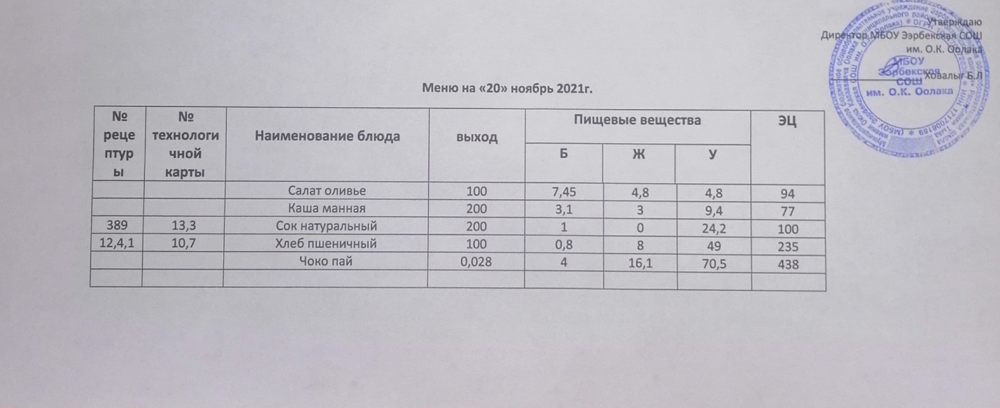 Утверждаю
Директор МБОУ Ээрбекская СОШ
им. О.К. Оолака
Ховалыг Б.Л
МБОУ
Ээрбекская
СОШ
им. О.К. Оолака
Меню на «20» ноябрь 2021г.
№ рецептуры № технологичной карты Наименование блюда выход Пищевые вещества ЭЦ
Б Ж У
Салат оливье 100 7,45 4,8 4,8 94
Каша манная 200 3,1 3 9,4 77
389 13,3 Сок натуральный 200 1 0 24,2 100
12,4,1 10,7 Хлеб пшеничный 100 0,8 8 49 235
Чоко пай 0,028 4 16,1 70,5 438